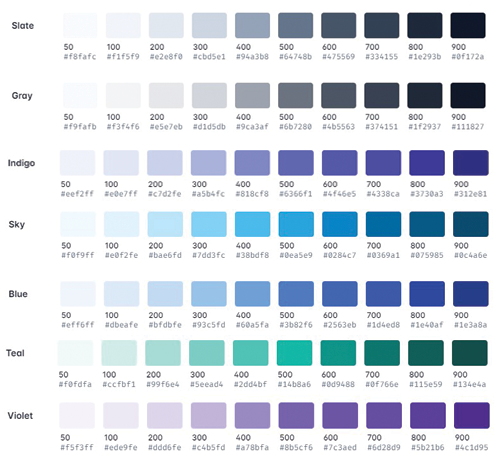 Slate
50 100 200 300 400 500 600 700 800 900
#f8fafc #f1f5f9 #e2e8f0 #cbd5e1 #94a3b8 #64748b #475569 #334155 #1e293b #0f172a
Gray
50 100 200 300 400 500 600 700 800 900
#f9fafb #f3f4f6 #e5e7eb #d1d5db #9ca3af #6b7280 #4b5563 #374151 #1f2937 #111827
Indigo
50 100 200 300 400 500 600 700 800 900
#eef2ff #e0e7ff #c7d2fe #a5b4fc #818cf8 #6366f1 #4f46e5 #4338ca #3730a3 #312e81
Sky
50 100 200 300 400 500 600 700 800 900
#f0f9ff #e0f2fe #bae6fd #7dd3fc #38bdf8 #0ea5e9 #0284c7 #0369a1 #075985 #0c4a6e
Blue
50 100 200 300 400 500 600 700 800 900
#eff6ff #dbeafe #bfdbfe #93c5fd #60a5fa #3b82f6 #2563eb #1d4ed8 #1e40af #1e3a8a
Teal
50 100 200 300 400 500 600 700 800 900
#f0fdfa #ccfbf1 #99f6e4 #5eead4 #2dd4bf #14b8a6 #0d9488 #0f766e #115e59 #134e4a
Violet
50 100 200 300 400 500 600 700 800 900
#f5f3ff #ede9fe #ddd6fe #c4b5fd #a78bfa #8b5cf6 #7c3aed #6d28d9 #5b21b6 #4c1d95